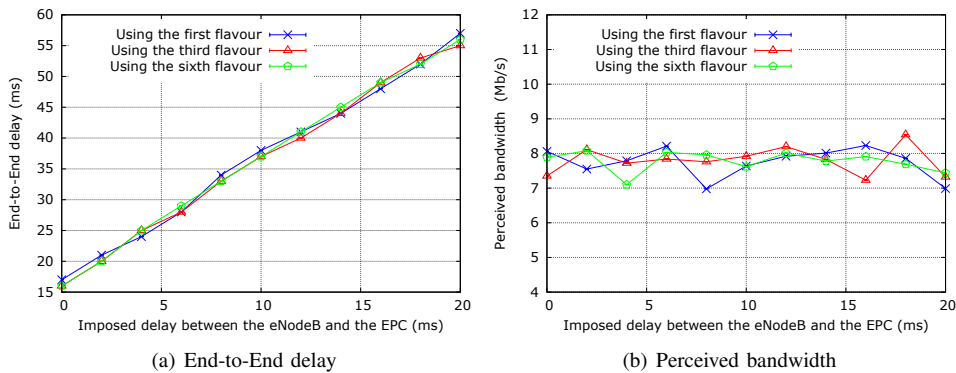 60
55
50
45
40
35
30
25
20
15
End-to-End delay (ms)
Using the first flavour
Using the third flavour
Using the sixth flavour
0 5 10 15 20
Imposed delay between the eNodeB and the EPC (ms)
(a) End-to-End delay
12
11
10
9
8
7
6
5
4
Perceived bandwidth (Mb/s)
Using the first flavour
Using the third flavour
Using the sixth flavour
0 5 10 15 20
Imposed delay between the eNodeB and the EPC (ms)
(b) Perceived bandwidth